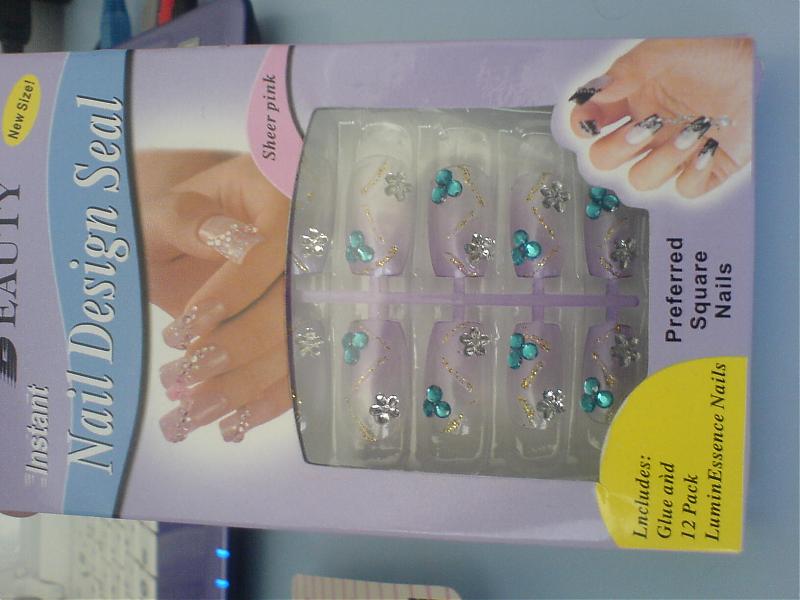 New Size!
BEAUTY
Instant
Nail Design Seal
Sheer pink
Preferred
Square
Nails
Lncludes:
Glue and
12 Pack
LuminEssence Nails